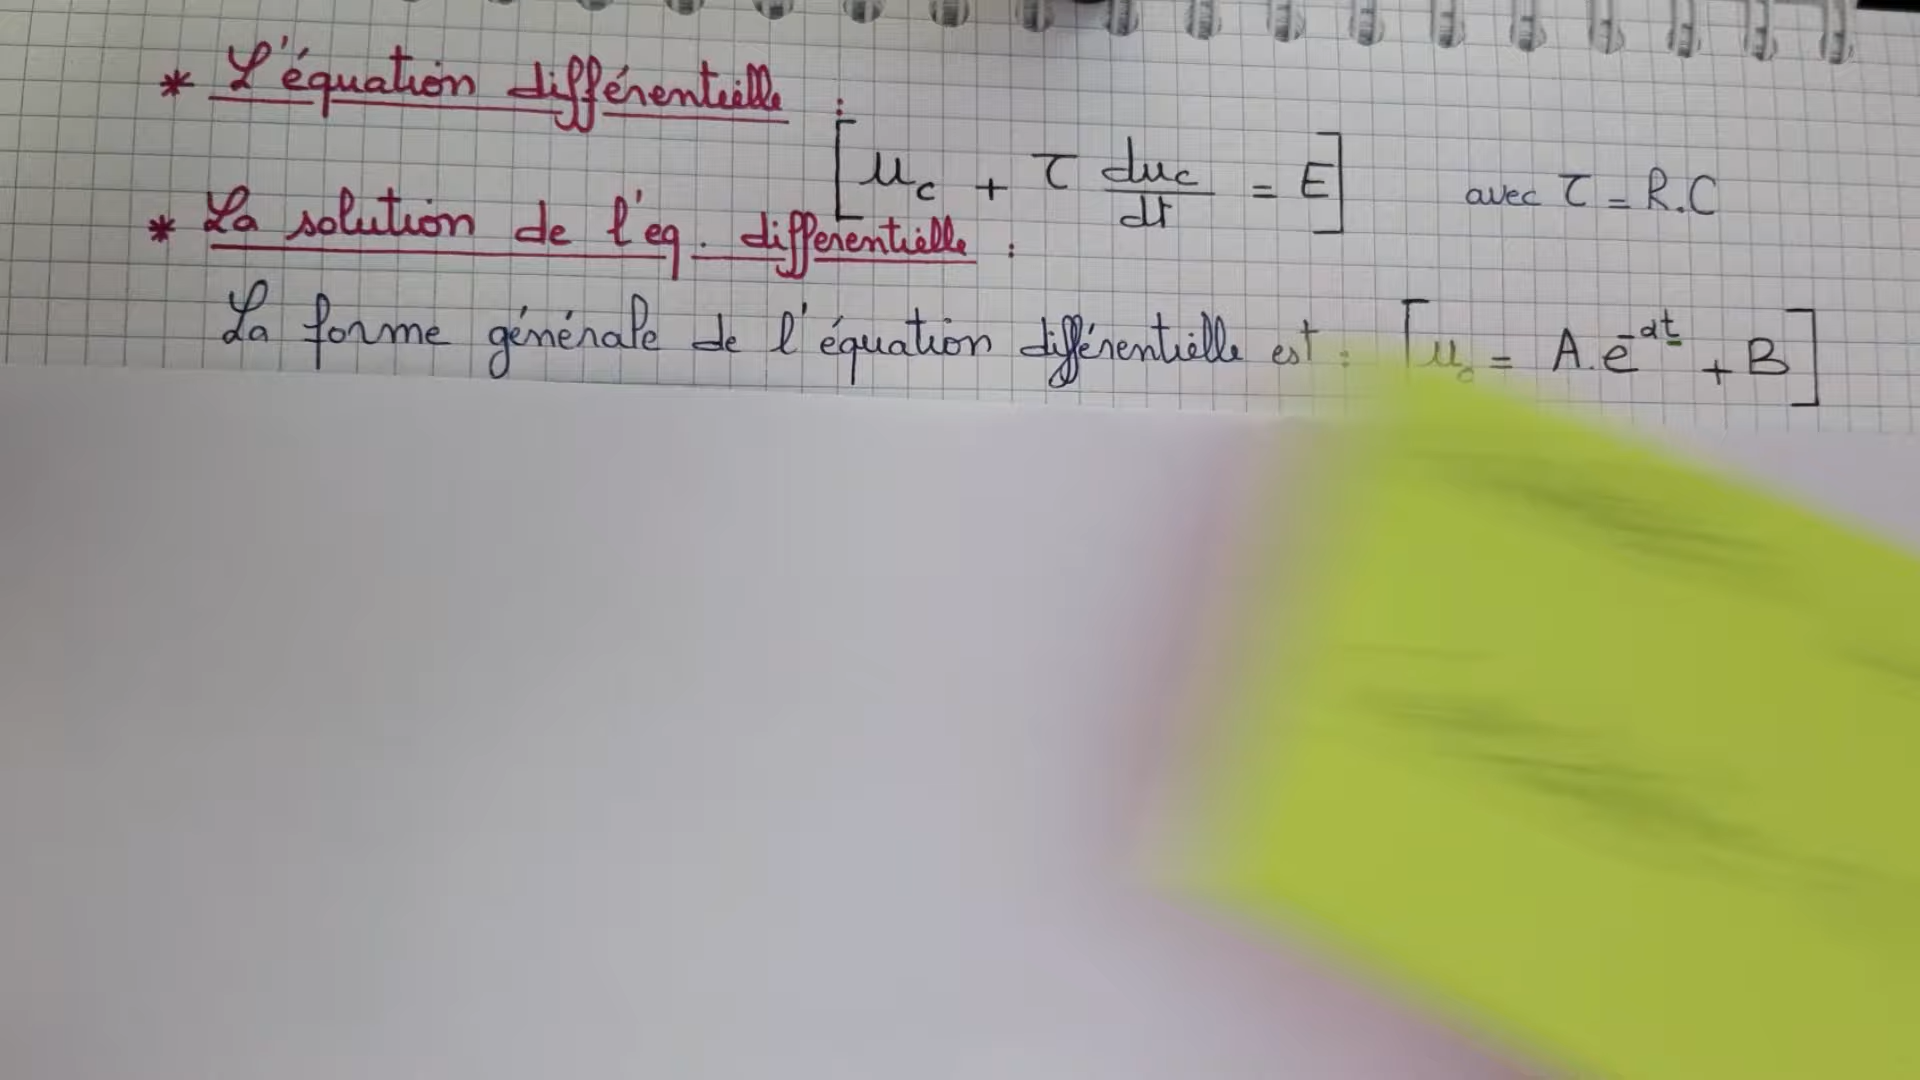 * L'équation différentielle :
[u_c + τ du_c/dt = E] avec τ = R.C
* La solution de l'eq. differentielle :
La forme générale de l'équation différentielle est : [u_c = A.e^-αt + B]